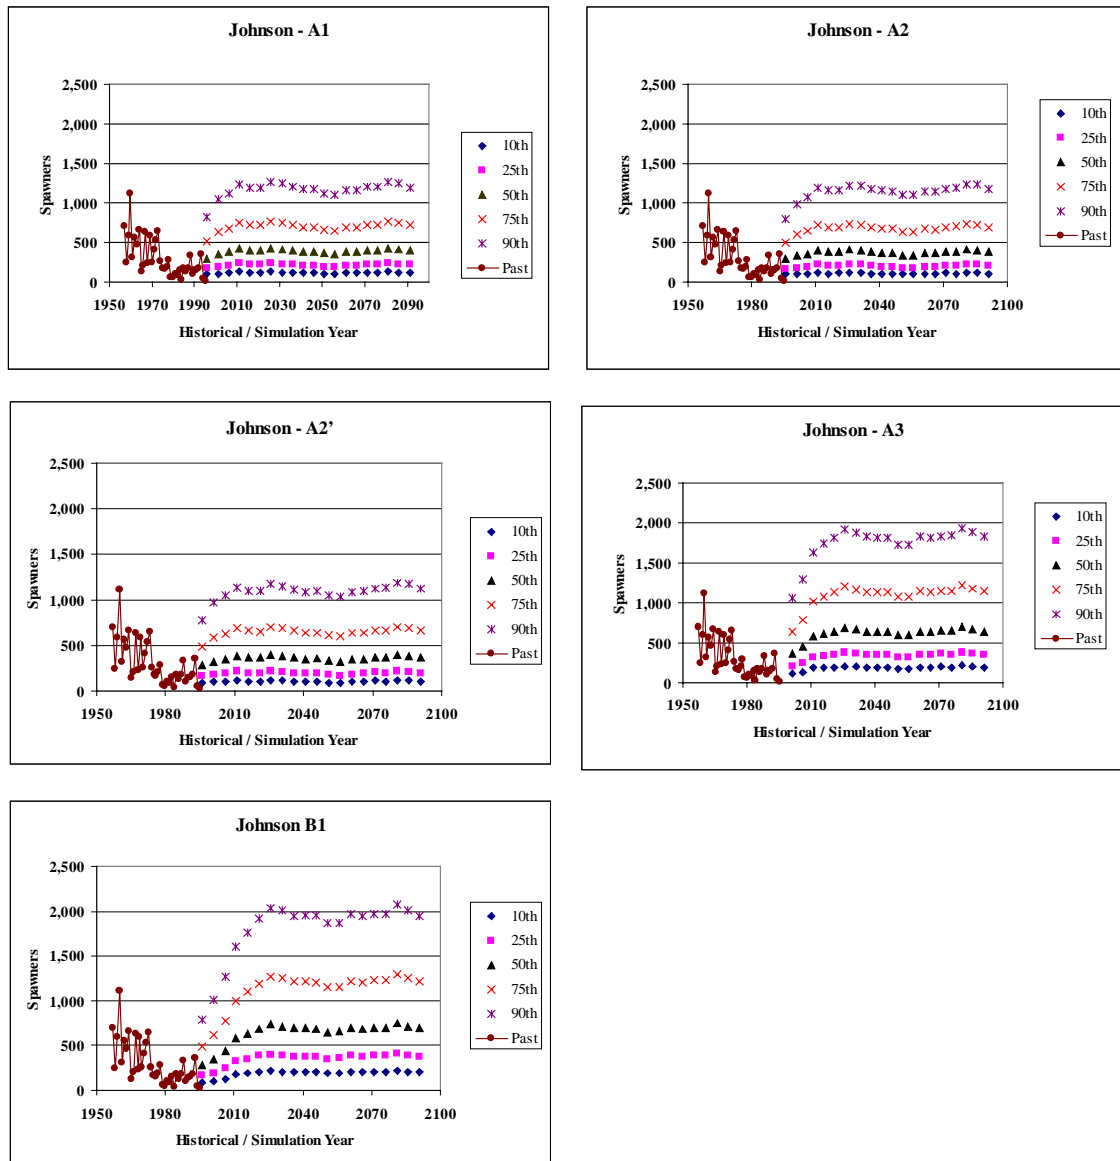 Johnson - A1
2,500
2,000
1,500
1,000
500
0
Spawners
1950 1970 1990 2010 2030 2050 2070 2090
Historical / Simulation Year
10th
25th
50th
75th
90th
Past
Johnson - A2
2,500
2,000
1,500
1,000
500
0
Spawners
1950 1980 2010 2040 2070 2100
Historical / Simulation Year
10th
25th
50th
75th
90th
Past
Johnson - A2’
2,500
2,000
1,500
1,000
500
0
Spawners
1950 1980 2010 2040 2070 2100
Historical / Simulation Year
10th
25th
50th
75th
90th
Past
Johnson - A3
2,500
2,000
1,500
1,000
500
0
Spawners
1950 1980 2010 2040 2070 2100
Historical / Simulation Year
10th
25th
50th
75th
90th
Past
Johnson B1
2,500
2,000
1,500
1,000
500
0
Spawners
1950 1980 2010 2040 2070 2100
Historical / Simulation Year
10th
25th
50th
75th
90th
Past